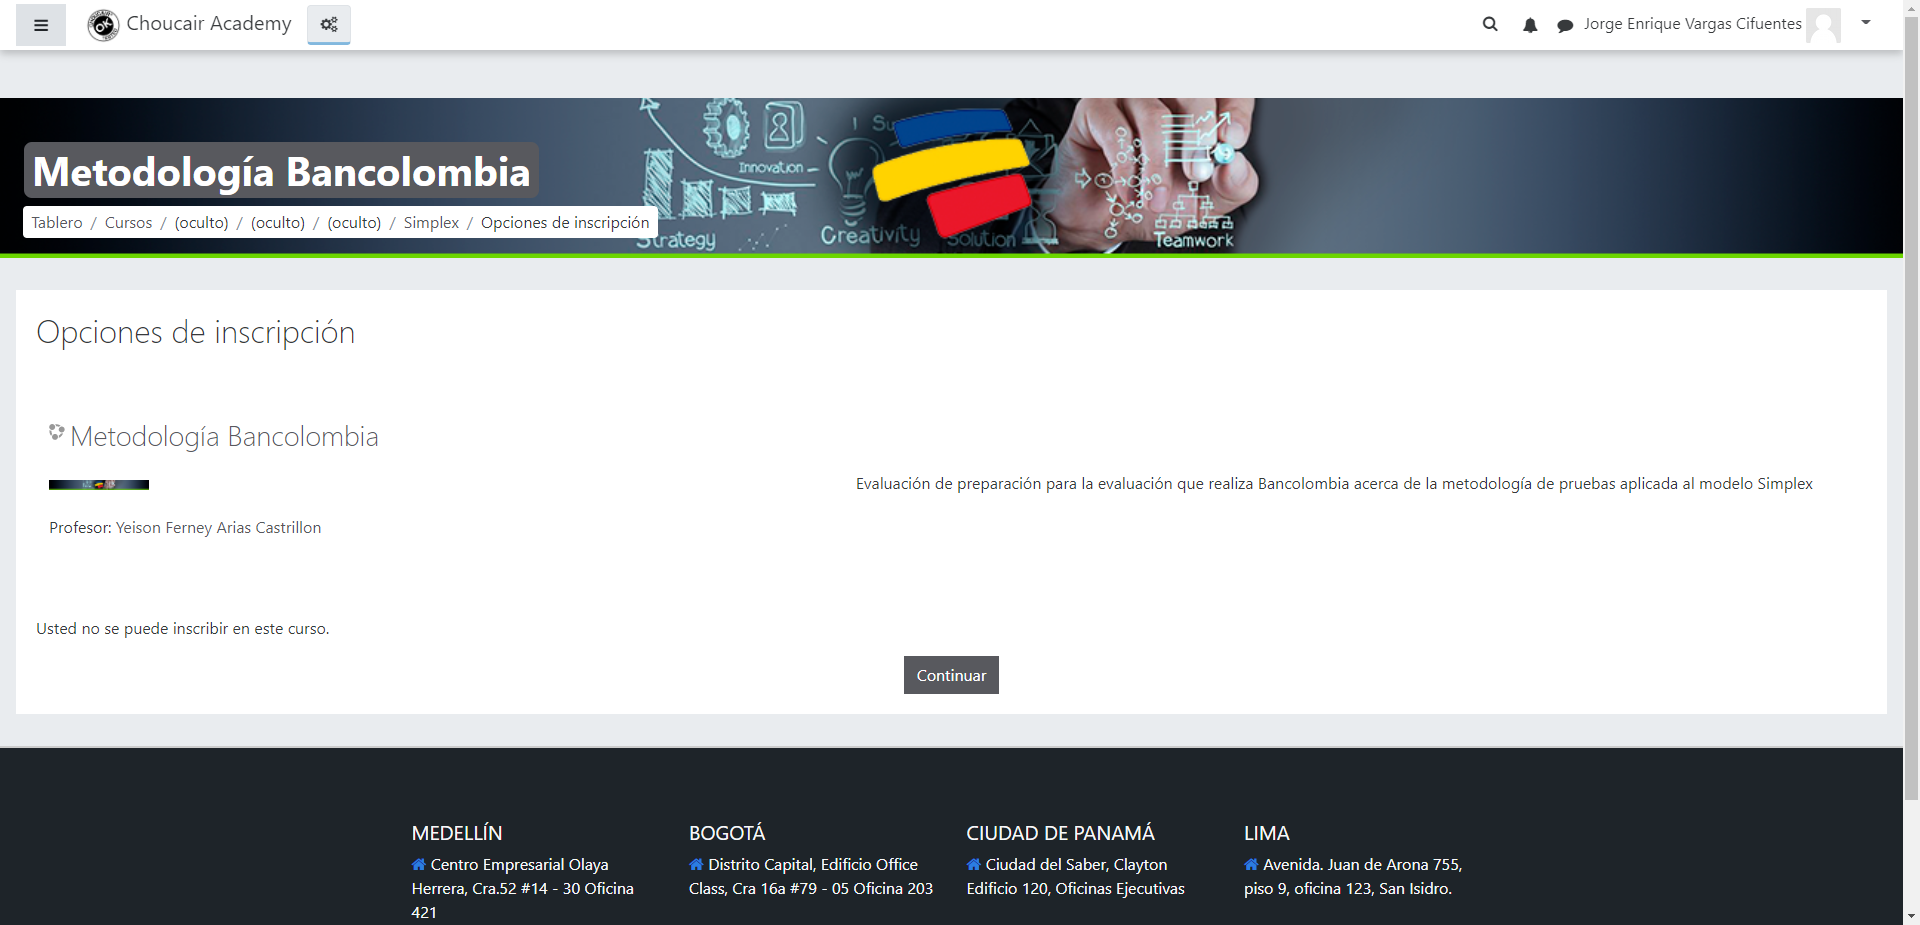 Choucair Academy
Jorge Enrique Vargas Cifuentes
Innovation
Strategy
Creativity
Solution
Teamwork
Metodología Bancolombia
Tablero / Cursos / (oculto) / (oculto) / (oculto) / Simplex / Opciones de inscripción
Opciones de inscripción
Metodología Bancolombia
Evaluación de preparación para la evaluación que realiza Bancolombia acerca de la metodología de pruebas aplicada al modelo Simplex
Profesor: Yeison Ferney Arias Castrillon
Usted no se puede inscribir en este curso.
Continuar
MEDELLÍN
Centro Empresarial Olaya
Herrera, Cra.52 #14 - 30 Oficina
421
BOGOTÁ
Distrito Capital, Edificio Office
Class, Cra 16a #79 - 05 Oficina 203
CIUDAD DE PANAMÁ
Ciudad del Saber, Clayton
Edificio 120, Oficinas Ejecutivas
LIMA
Avenida. Juan de Arona 755,
piso 9, oficina 123, San Isidro.